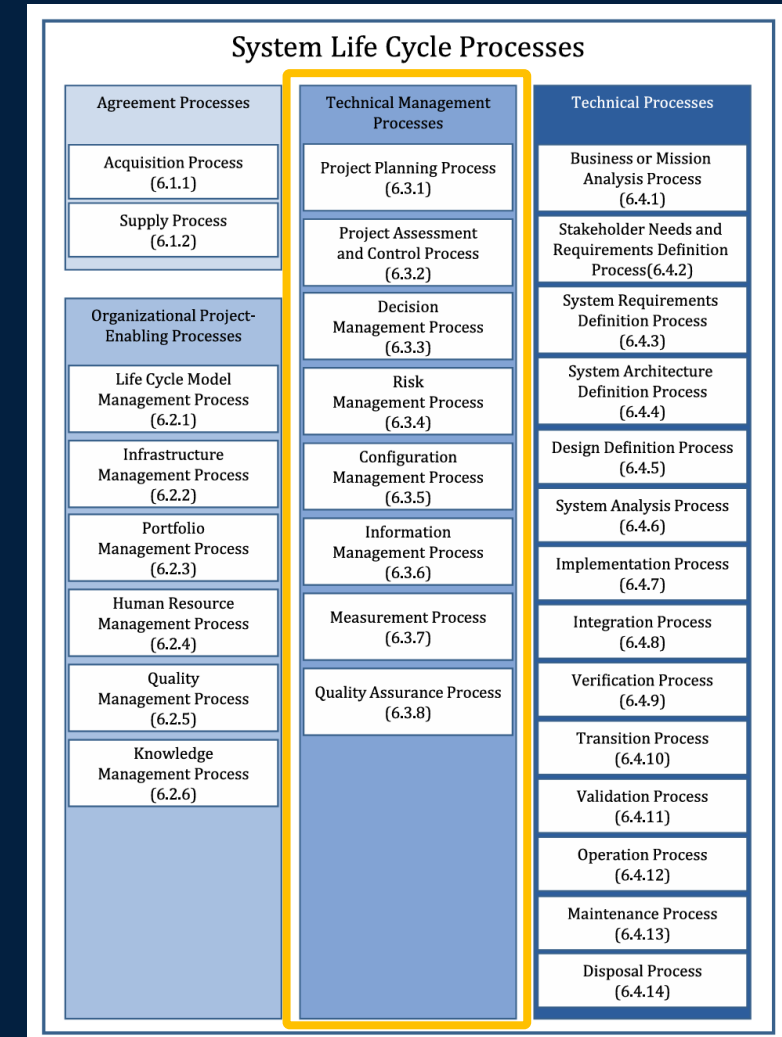 System Life Cycle Processes
Agreement Processes
Acquisition Process
(6.1.1)
Supply Process
(6.1.2)
Organizational Project-
Enabling Processes
Life Cycle Model
Management Process
(6.2.1)
Infrastructure
Management Process
(6.2.2)
Portfolio
Management Process
(6.2.3)
Human Resource
Management Process
(6.2.4)
Quality
Management Process
(6.2.5)
Knowledge
Management Process
(6.2.6)
Technical Management
Processes
Project Planning Process
(6.3.1)
Project Assessment
and Control Process
(6.3.2)
Decision
Management Process
(6.3.3)
Risk
Management Process
(6.3.4)
Configuration
Management Process
(6.3.5)
Information
Management Process
(6.3.6)
Measurement Process
(6.3.7)
Quality Assurance Process
(6.3.8)
Technical Processes
Business or Mission
Analysis Process
(6.4.1)
Stakeholder Needs and
Requirements Definition
Process(6.4.2)
System Requirements
Definition Process
(6.4.3)
System Architecture
Definition Process
(6.4.4)
Design Definition Process
(6.4.5)
System Analysis Process
(6.4.6)
Implementation Process
(6.4.7)
Integration Process
(6.4.8)
Verification Process
(6.4.9)
Transition Process
(6.4.10)
Validation Process
(6.4.11)
Operation Process
(6.4.12)
Maintenance Process
(6.4.13)
Disposal Process
(6.4.14)